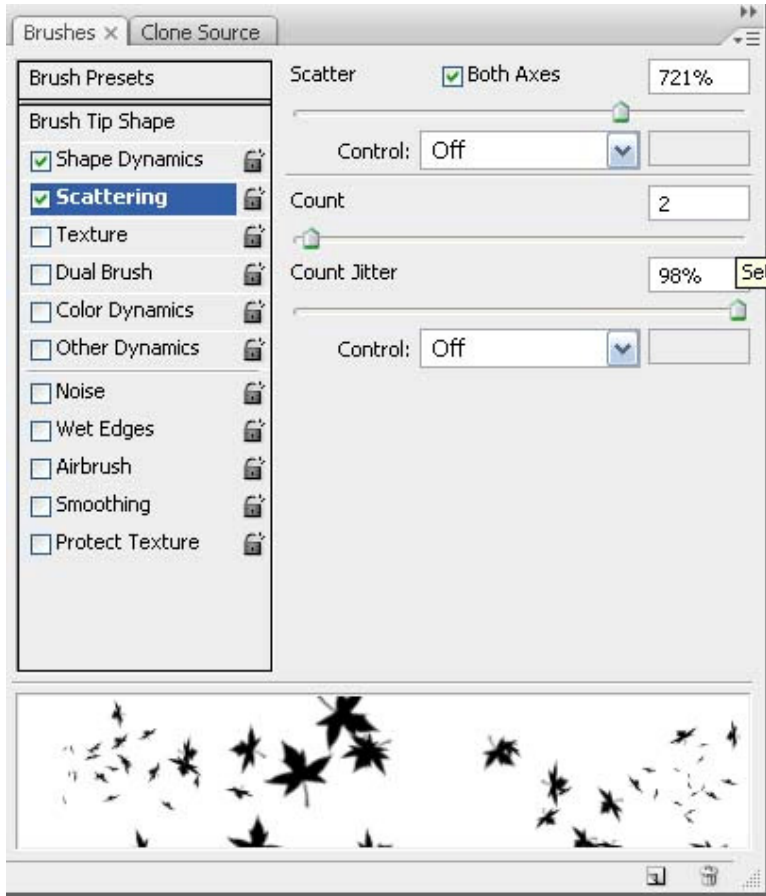 Brushes × Clone Source
Brush Presets
Brush Tip Shape
Shape Dynamics
Scattering
Texture
Dual Brush
Color Dynamics
Other Dynamics
Noise
Wet Edges
Airbrush
Smoothing
Protect Texture
Scatter Both Axes 721%
Control: Off
Count 2
Count Jitter 98%
Control: Off